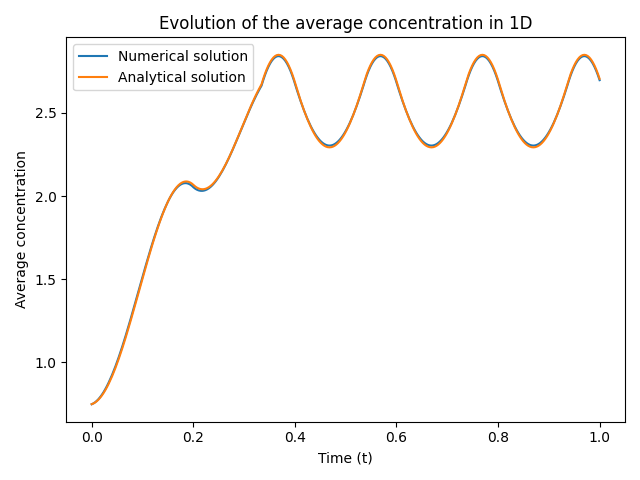 Evolution of the average concentration in 1D
Numerical solution
Analytical solution
Average concentration
2.5
2.0
1.5
1.0
0.0
0.2
0.4
0.6
0.8
1.0
Time (t)